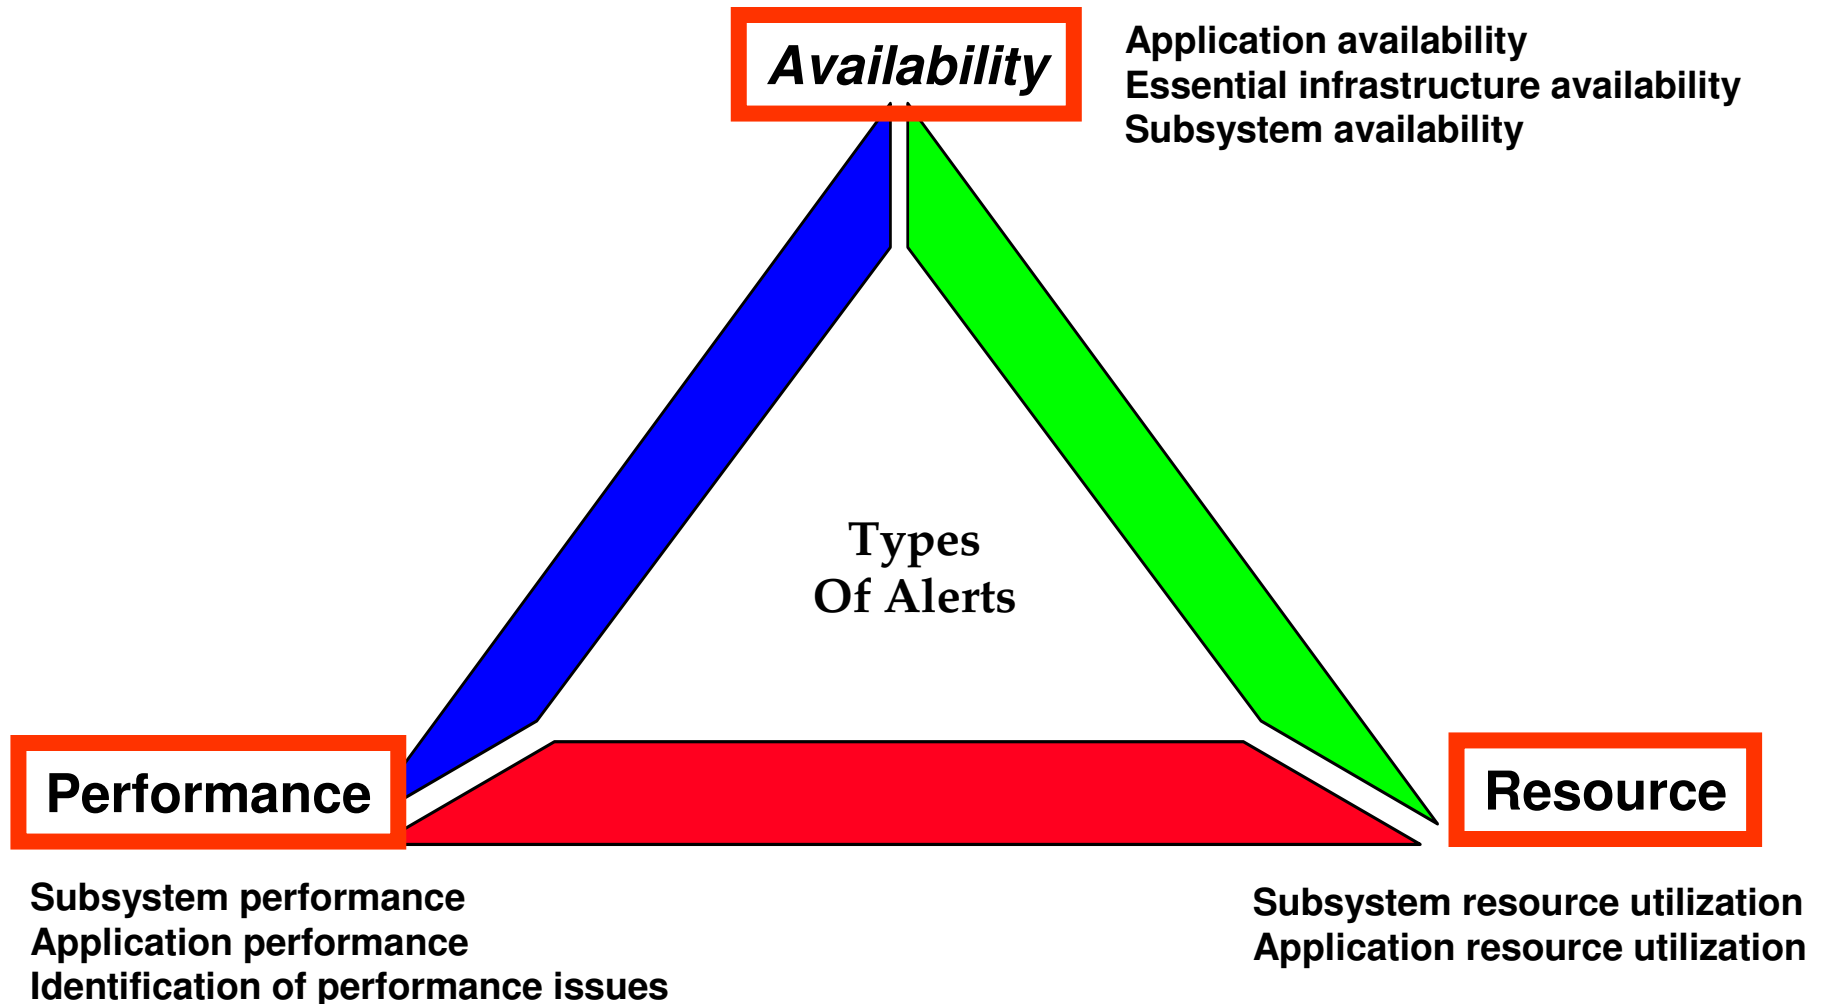 Availability
Application availability
Essential infrastructure availability
Subsystem availability
Types
Of Alerts
Performance
Resource
Subsystem performance
Application performance
Identification of performance issues
Subsystem resource utilization
Application resource utilization